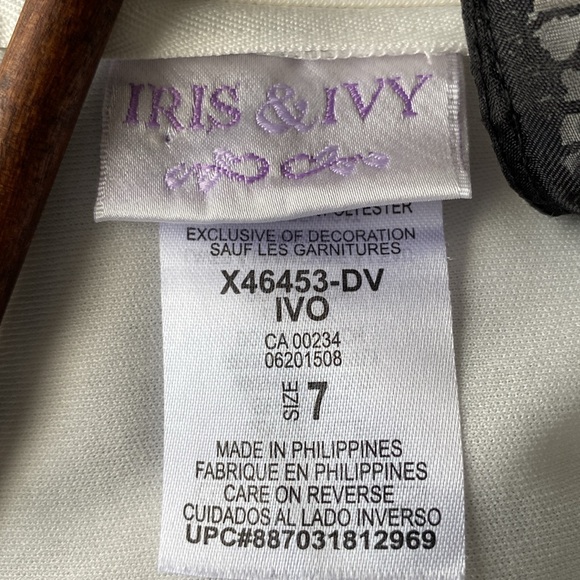 IRIS & IVY
POLYESTER
EXCLUSIVE OF DECORATION
SAUF LES GARNITURES
X46453-DV
IVO
CA 00234
06201508
SIZE 7
MADE IN PHILIPPINES
FABRIQUE EN PHILIPPINES
CARE ON REVERSE
CUIDADOS AL LADO INVERSO
UPC#887031812969